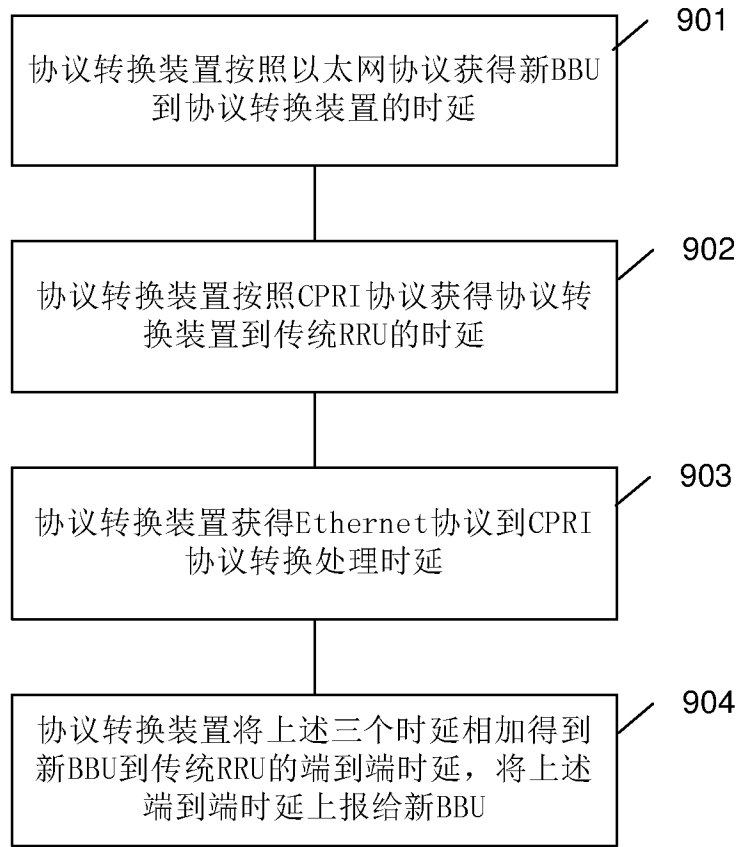 901
协议转换装置按照以太网协议获得新BBU
到协议转换装置的时延
902
协议转换装置按照CPRI协议获得协议转
换装置到传统RRU的时延
903
协议转换装置获得Ethernet协议到CPRI
协议转换处理时延
904
协议转换装置将上述三个时延相加得到
新BBU到传统RRU的端到端时延，将上述
端到端时延上报给新BBU